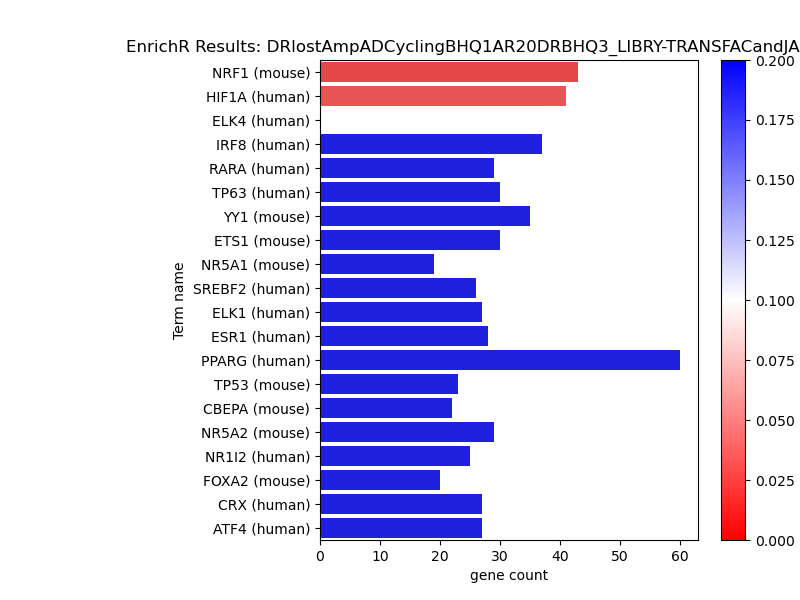 EnrichR Results: DRlostAmpADCyclingBHQ1AR20DRBHQ3_LIBRY-TRANSFACandJA
NRF1 (mouse)
HIF1A (human)
ELK4 (human)
IRF8 (human)
RARA (human)
TP63 (human)
YY1 (mouse)
ETS1 (mouse)
NR5A1 (mouse)
SREBF2 (human)
ELK1 (human)
ESR1 (human)
PPARG (human)
TP53 (mouse)
CBEPA (mouse)
NR5A2 (mouse)
NR1I2 (human)
FOXA2 (mouse)
CRX (human)
ATF4 (human)
Term name
0 10 20 30 40 50 60
gene count
0.200
0.175
0.150
0.125
0.100
0.075
0.050
0.025
0.000